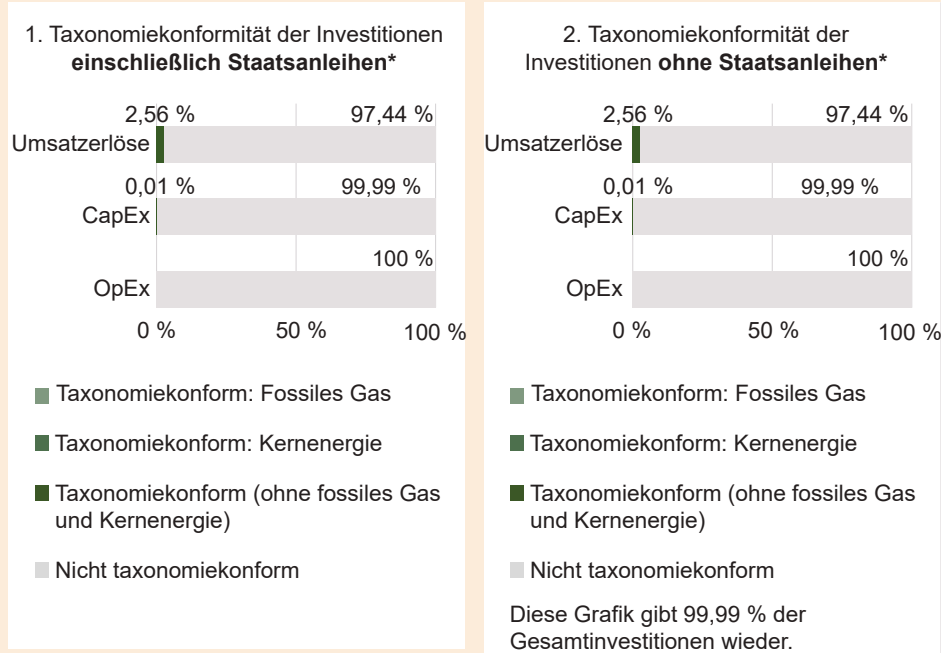 1. Taxonomiekonformität der Investitionen
einschließlich Staatsanleihen*
2,56 % 97,44 %
Umsatzerlöse
0,01 % 99,99 %
CapEx
100 %
OpEx
0 % 50 % 100 %
Taxonomiekonform: Fossiles Gas
Taxonomiekonform: Kernenergie
Taxonomiekonform (ohne fossiles Gas
und Kernenergie)
Nicht taxonomiekonform
2. Taxonomiekonformität der
Investitionen ohne Staatsanleihen*
2,56 % 97,44 %
Umsatzerlöse
0,01 % 99,99 %
CapEx
100 %
OpEx
0 % 50 % 100 %
Taxonomiekonform: Fossiles Gas
Taxonomiekonform: Kernenergie
Taxonomiekonform (ohne fossiles Gas
und Kernenergie)
Nicht taxonomiekonform
Diese Grafik gibt 99,99 % der
Gesamtinvestitionen wieder.